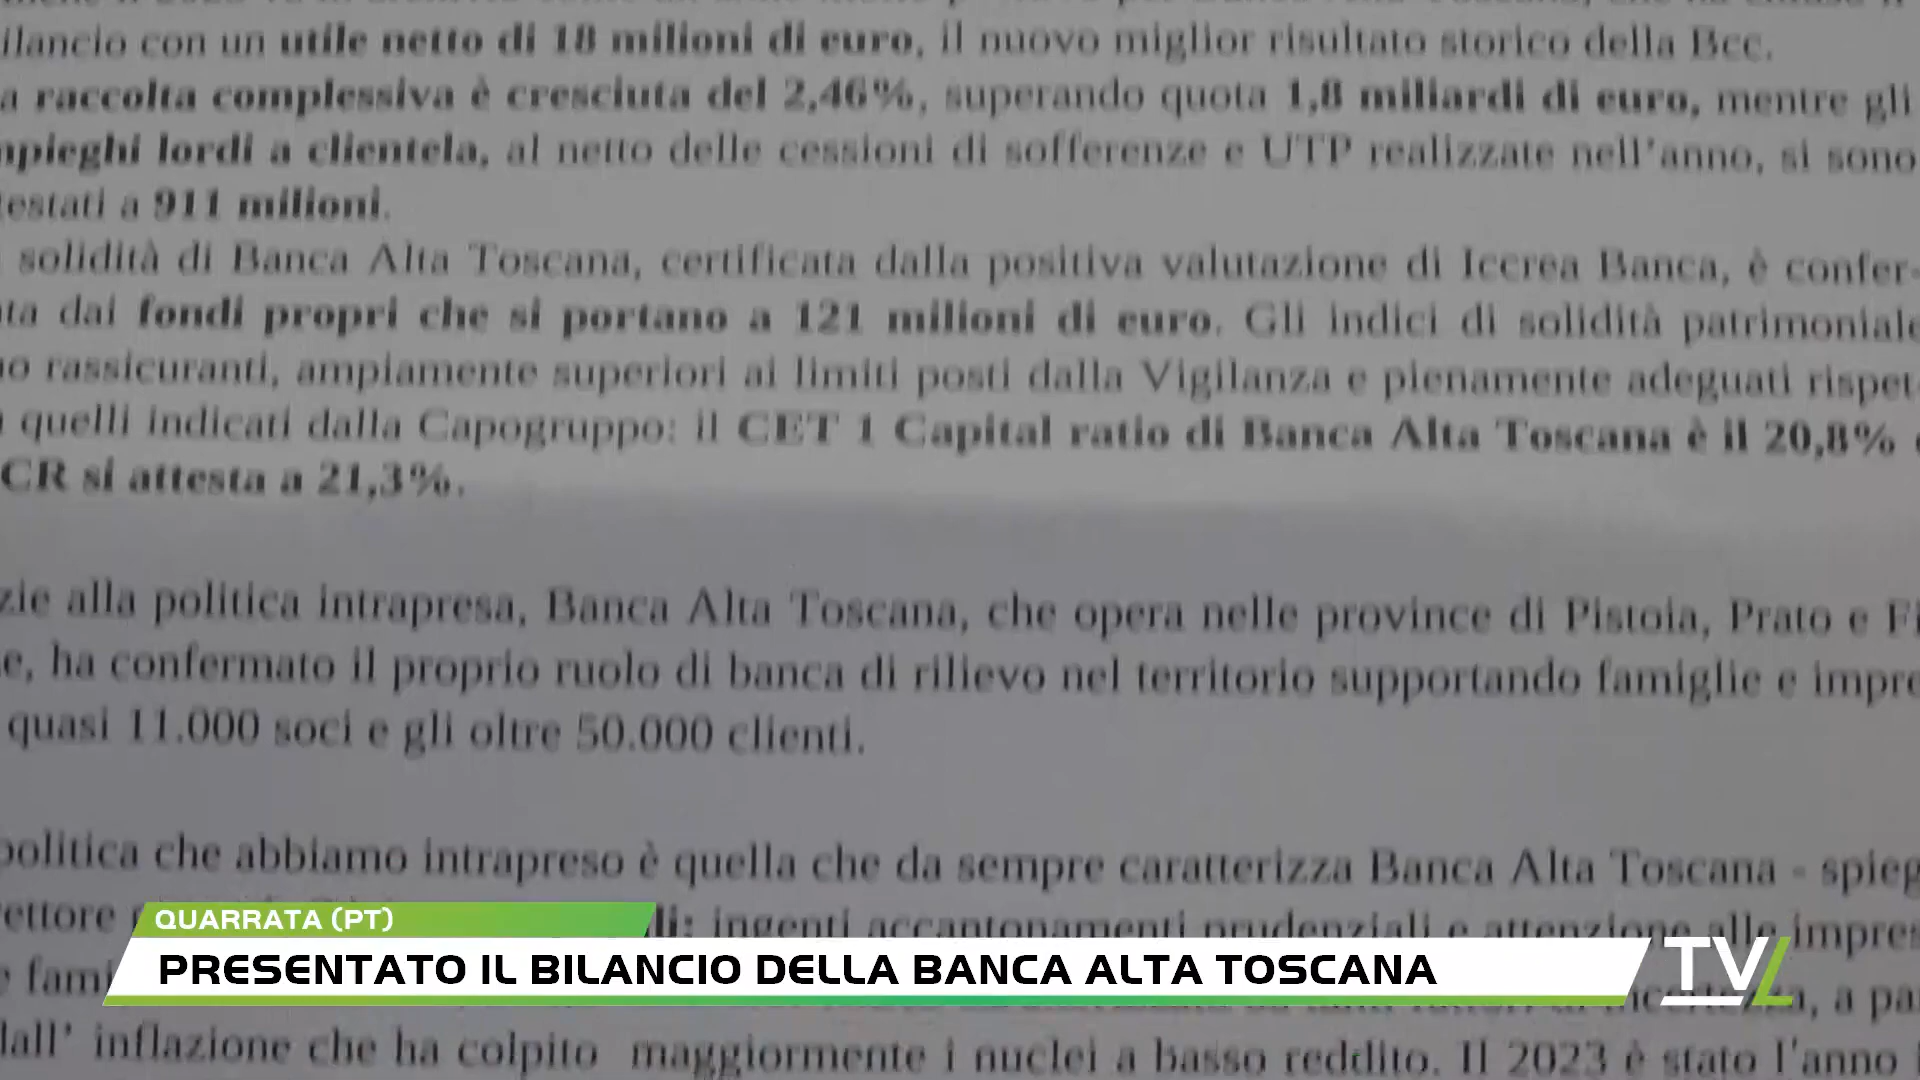 ilancio con un utile netto di 18 milioni di euro, il nuovo miglior risultato storico della Bcc.
a raccolta complessiva è cresciuta del 2,46%, superando quota 1,8 miliardi di euro, mentre gli
mpieghi lordi a clientela, al netto delle cessioni di sofferenze e UTP realizzate nell'anno, si sono
testati a 911 milioni.
solidità di Banca Alta Toscana, certificata dalla positiva valutazione di Iccrea Banca, è confer-
ata dai fondi propri che si portano a 121 milioni di euro. Gli indici di solidità patrimoniale
no rassicuranti, ampiamente superiori ai limiti posti dalla Vigilanza e pienamente adeguati rispet-
quelli indicati dalla Capogruppo: il CET 1 Capital ratio di Banca Alta Toscana è il 20,8% e
CR si attesta a 21,3%.
zie alla politica intrapresa, Banca Alta Toscana, che opera nelle province di Pistoia, Prato e Fi
e, ha confermato il proprio ruolo di banca di rilievo nel territorio supportando famiglie e impre
quasi 11.000 soci e gli oltre 50.000 clienti.
politica che abbiamo intrapreso è quella che da sempre caratterizza Banca Alta Toscana - spieg
ettore di: ingenti accantonamenti prudenziali e attenzione alle impres
QUARRATA (PT)
PRESENTATO IL BILANCIO DELLA BANCA ALTA TOSCANA
TVL
e fami incertezza, a pa
dall' inflazione che ha colpito maggiormente i nuclei a basso reddito. Il 2023 è stato l'anno